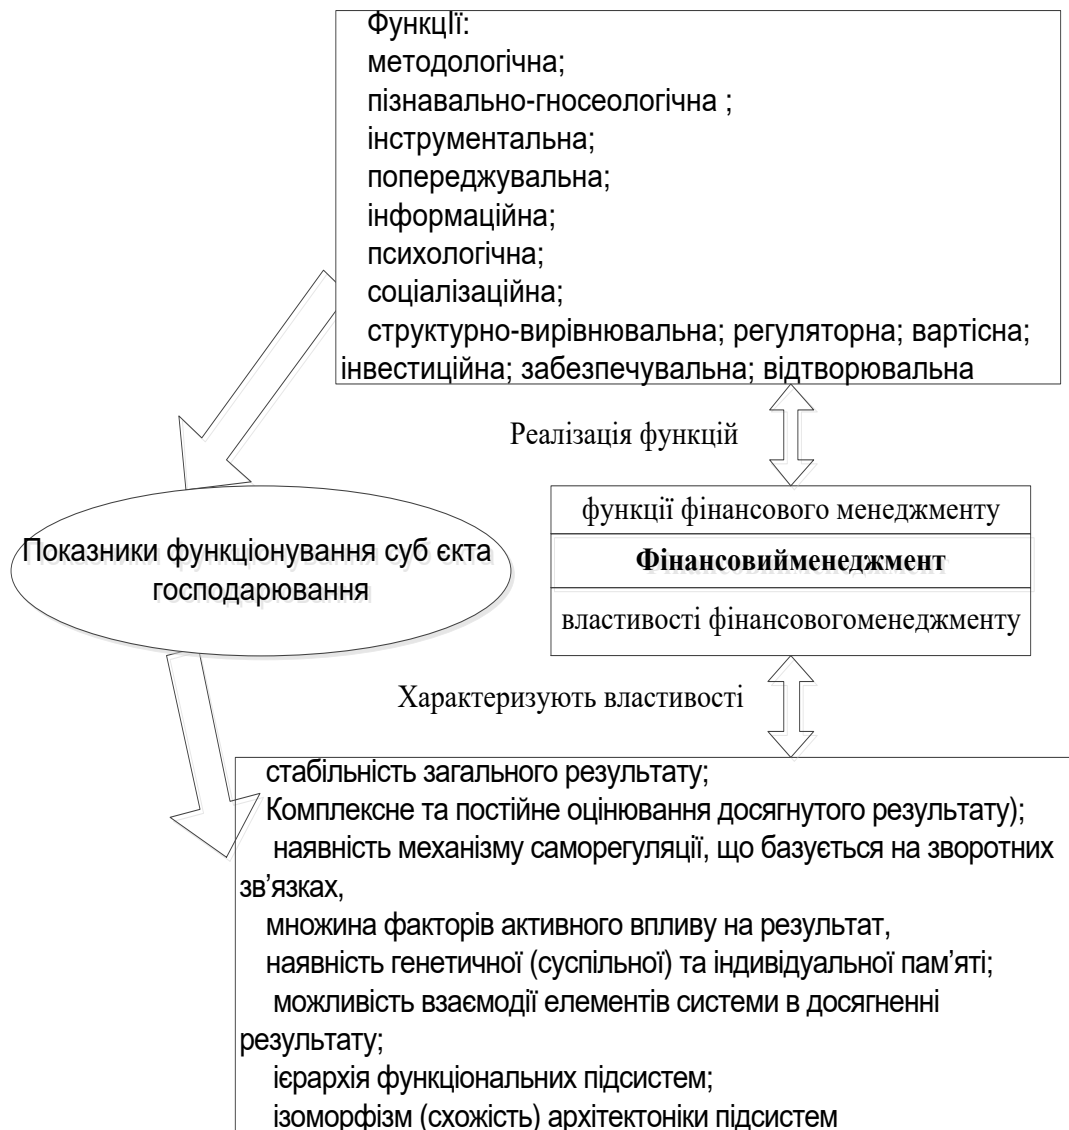 ФункцІї:
методологічна;
пізнавально-гносеологічна ;
інструментальна;
попереджувальна;
інформаційна;
психологічна;
соціалізаційна;
структурно-вирівнювальна; регуляторна; вартісна;
інвестиційна; забезпечувальна; відтворювальна
Реалізація функцій
функції фінансового менеджменту
Фінансовийменеджмент
властивості фінансовогоменеджменту
Показники функціонування суб єкта
господарювання
Характеризують властивості
стабільність загального результату;
Комплексне та постійне оцінювання досягнутого результату);
наявність механізму саморегуляції, що базується на зворотних
зв’язках,
множина факторів активного впливу на результат,
наявність генетичної (суспільної) та індивідуальної пам’яті;
можливість взаємодії елементів системи в досягненні
результату;
ієрархія функціональних підсистем;
ізоморфізм (схожість) архітектоніки підсистем